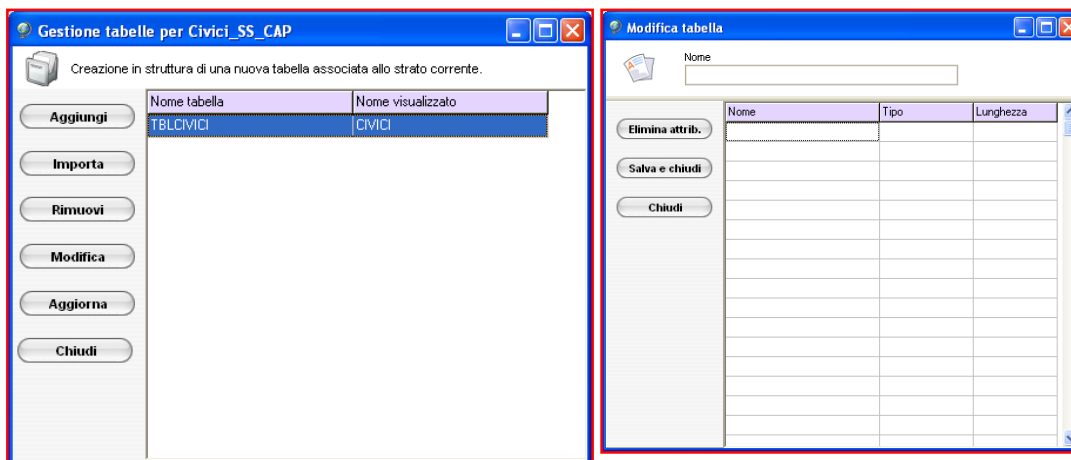 Gestione tabelle per Civici_SS_CAP
Creazione in struttura di una nuova tabella associata allo strato corrente.
Aggiungi
Importa
Rimuovi
Modifica
Aggiorna
Chiudi
Nome tabella Nome visualizzato
TBLCIVICI CIVICI
Modifica tabella
Nome
Elimina attrib.
Salva e chiudi
Chiudi
Nome Tipo Lunghezza